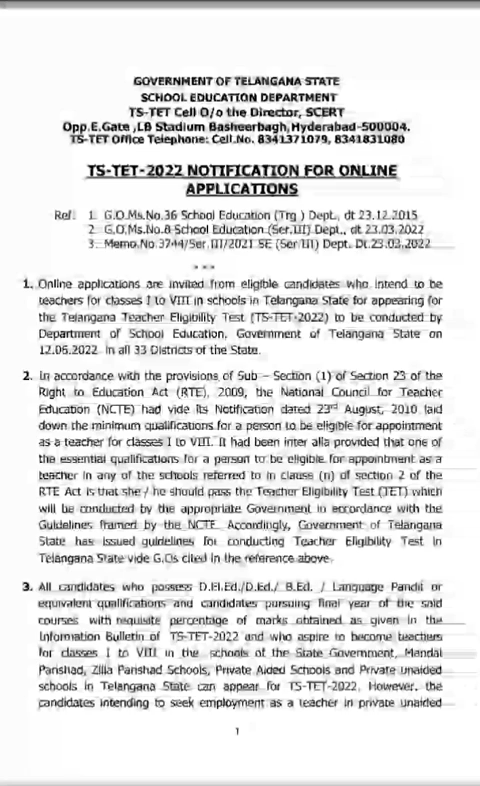 GOVERNMENT OF TELANGANA STATE
SCHOOL EDUCATION DEPARTMENT
TS-TET Cell O/o the Director, SCERT
Opp.E.Gate ,LB Stadium Basheerbagh,Hyderabad-500004.
TS-TET Office Telephone: Cell.No. 8341371079, 8341831080
TS-TET-2022 NOTIFICATION FOR ONLINE
APPLICATIONS
Ref: 1. G.O.Ms.No.36 School Education (Trg ) Dept., dt 23.12.2015
2. G.O.Ms.No.8 School Education (Ser.III) Dept., dt 23.03.2022
3. Memo.No.3744/Ser.III/2021 SE (Ser III) Dept. Dt.23.03.2022
***
1. Online applications are invited from eligible candidates who intend to be
teachers for classes I to VIII in schools in Telangana State for appearing for
the Telangana Teacher Eligibility Test (TS-TET-2022) to be conducted by
Department of School Education, Government of Telangana State on
12.06.2022 in all 33 Districts of the State.
2. In accordance with the provisions of Sub – Section (1) of Section 23 of the
Right to Education Act (RTE), 2009, the National Council for Teacher
Education (NCTE) had vide its Notification dated 23rd August, 2010 laid
down the minimum qualifications for a person to be eligible for appointment
as a teacher for classes I to VIII. It had been inter alia provided that one of
the essential qualifications for a person to be eligible for appointment as a
teacher in any of the schools referred to in clause (n) of section 2 of the
RTE Act is that she / he should pass the Teacher Eligibility Test (TET) which
will be conducted by the appropriate Government in accordance with the
Guidelines framed by the NCTE. Accordingly, Government of Telangana
State has issued guidelines for conducting Teacher Eligibility Test in
Telangana State vide G.Os cited in the reference above.
3. All candidates who possess D.El.Ed./D.Ed./ B.Ed. / Language Pandit or
equivalent qualifications and candidates pursuing final year of the said
courses with requisite percentage of marks obtained as given in the
Information Bulletin of TS-TET-2022 and who aspire to become teachers
for classes I to VIII in the schools of the State Government, Mandal
Parishad, Zilla Parishad Schools, Private Aided Schools and Private unaided
schools in Telangana State can appear for TS-TET-2022. However, the
candidates intending to seek employment as a teacher in private unaided
1